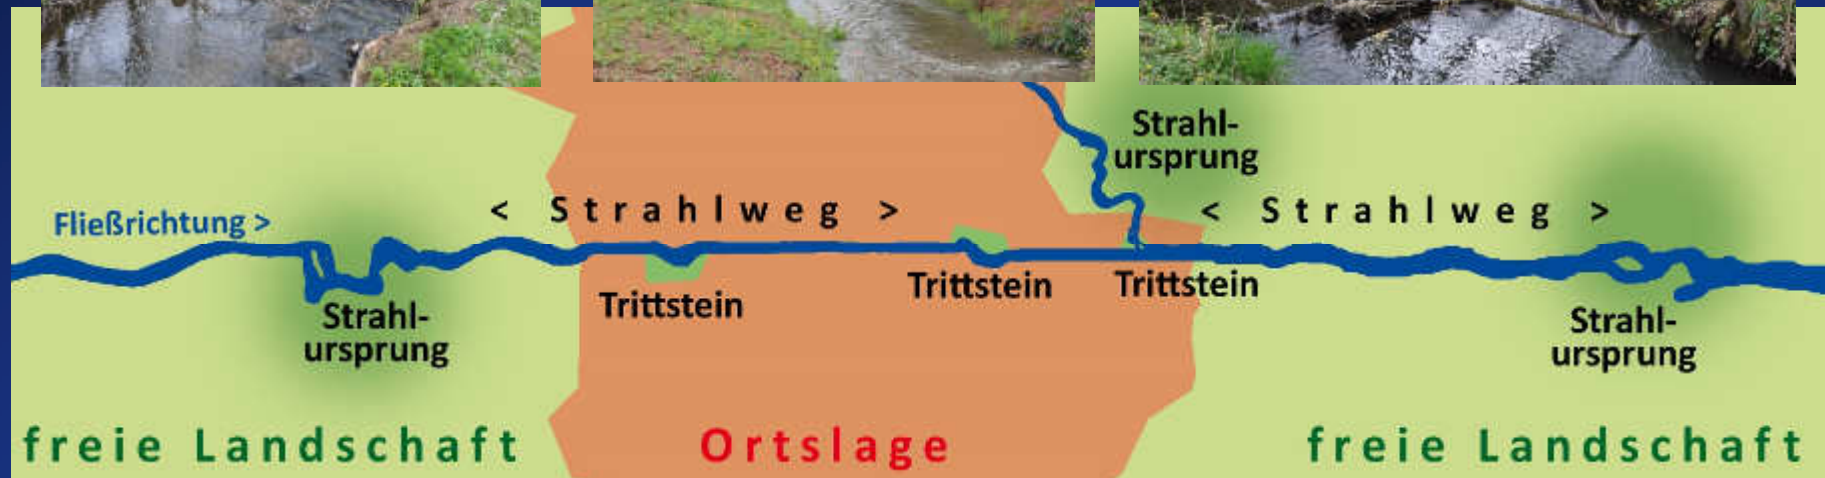 Strahl-
ursprung
< Strahlweg >
< Strahlweg >
Fließrichtung >
Trittstein
Trittstein
Trittstein
Strahl-
ursprung
Strahl-
ursprung
freie Landschaft
Ortslage
freie Landschaft